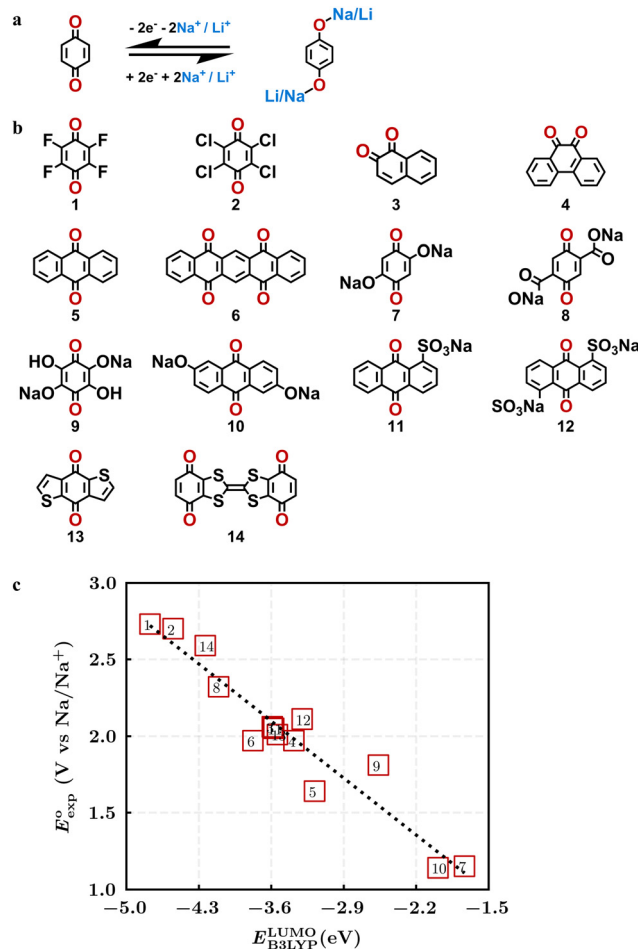 a
O
O
- 2e⁻ - 2Na⁺ / Li⁺
+ 2e⁻ + 2Na⁺ / Li⁺
O-Na/Li
Li/Na-O
b
O
F F
F F
O
1
O
Cl Cl
Cl Cl
O
2
O
O
3
O O
4
O
O
5
O O
O O
6
O
ONa
NaO
O
7
ONa
O
O
O
ONa O
8
O
HO ONa
NaO OH
O
9
O
NaO
ONa
O
10
SO₃Na
O
O
11
SO₃Na
O
SO₃Na O
12
O
S
S
O
13
O O
S S
S S
O O
14
c
3.0
2.5
2.0
1.5
1.0
E°exp (V vs Na/Na⁺)
1 2 14
8
12
6 4
9
5
10 7
−5.0 −4.3 −3.6 −2.9 −2.2 −1.5
E^LUMO_B3LYP(eV)